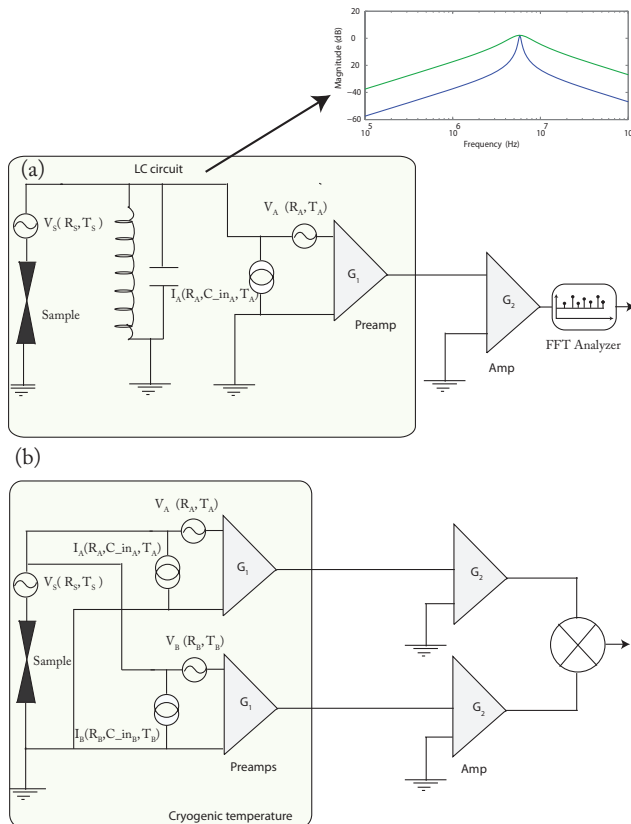 Magnitude (dB)
20
0
20
−40
−60
10 5
10 6
10 7
10
Frequency (Hz)
(a)
LC circuit
V_A (R_A, T_A)
V_S( R_S, T_S )
I_A(R_A,C_in_A, T_A)
G_1
Sample
Preamp
G_2
FFT Analyzer
Amp
(b)
V_A (R_A, T_A)
I_A(R_A,C_in_A, T_A)
G_1
G_2
V_S( R_S, T_S )
V_B( R_B, T_B)
Sample
G_1
G_2
I_B(R_B,C_in_B, T_B)
Preamps
Amp
Cryogenic temperature